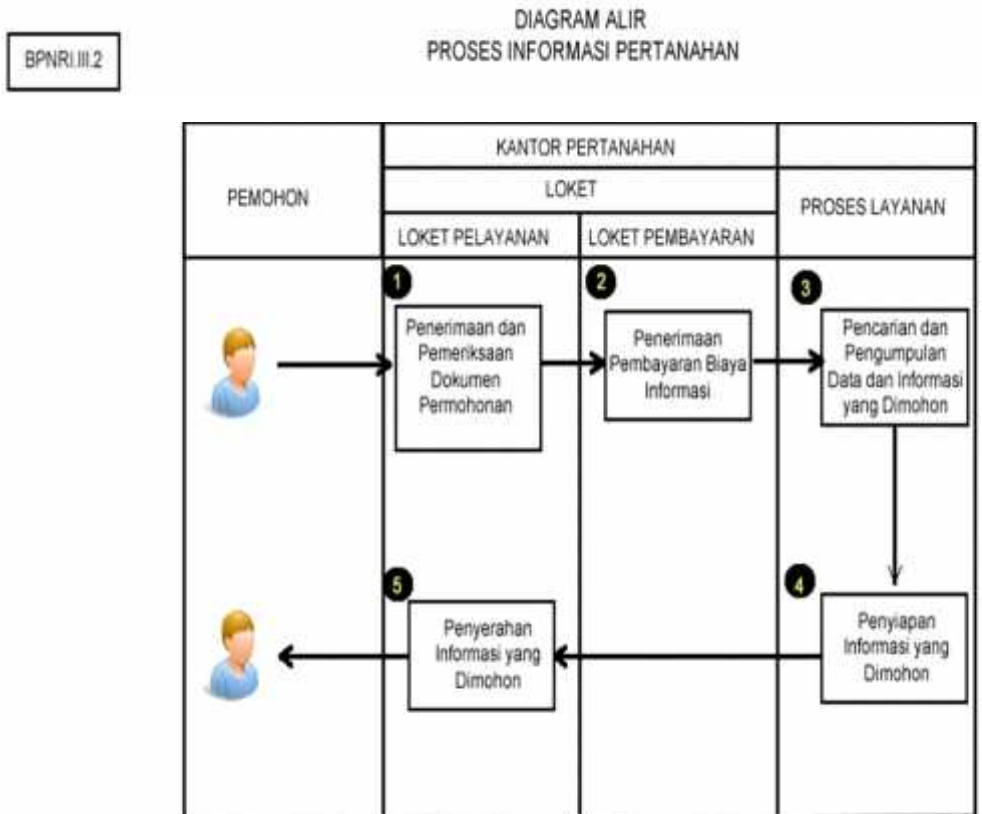 DIAGRAM ALIR
PROSES INFORMASI PERTANAHAN
BPNRI.III.2
PEMOHON
KANTOR PERTANAHAN
LOKET
LOKET PELAYANAN
LOKET PEMBAYARAN
PROSES LAYANAN
1
Penerimaan dan
Pemeriksaan
Dokumen
Permohonan
2
Penerimaan
Pembayaran Biaya
Informasi
3
Pencarian dan
Pengumpulan
Data dan Informasi
yang Dimohon
4
Penyiapan
Informasi yang
Dimohon
5
Penyerahan
Informasi yang
Dimohon